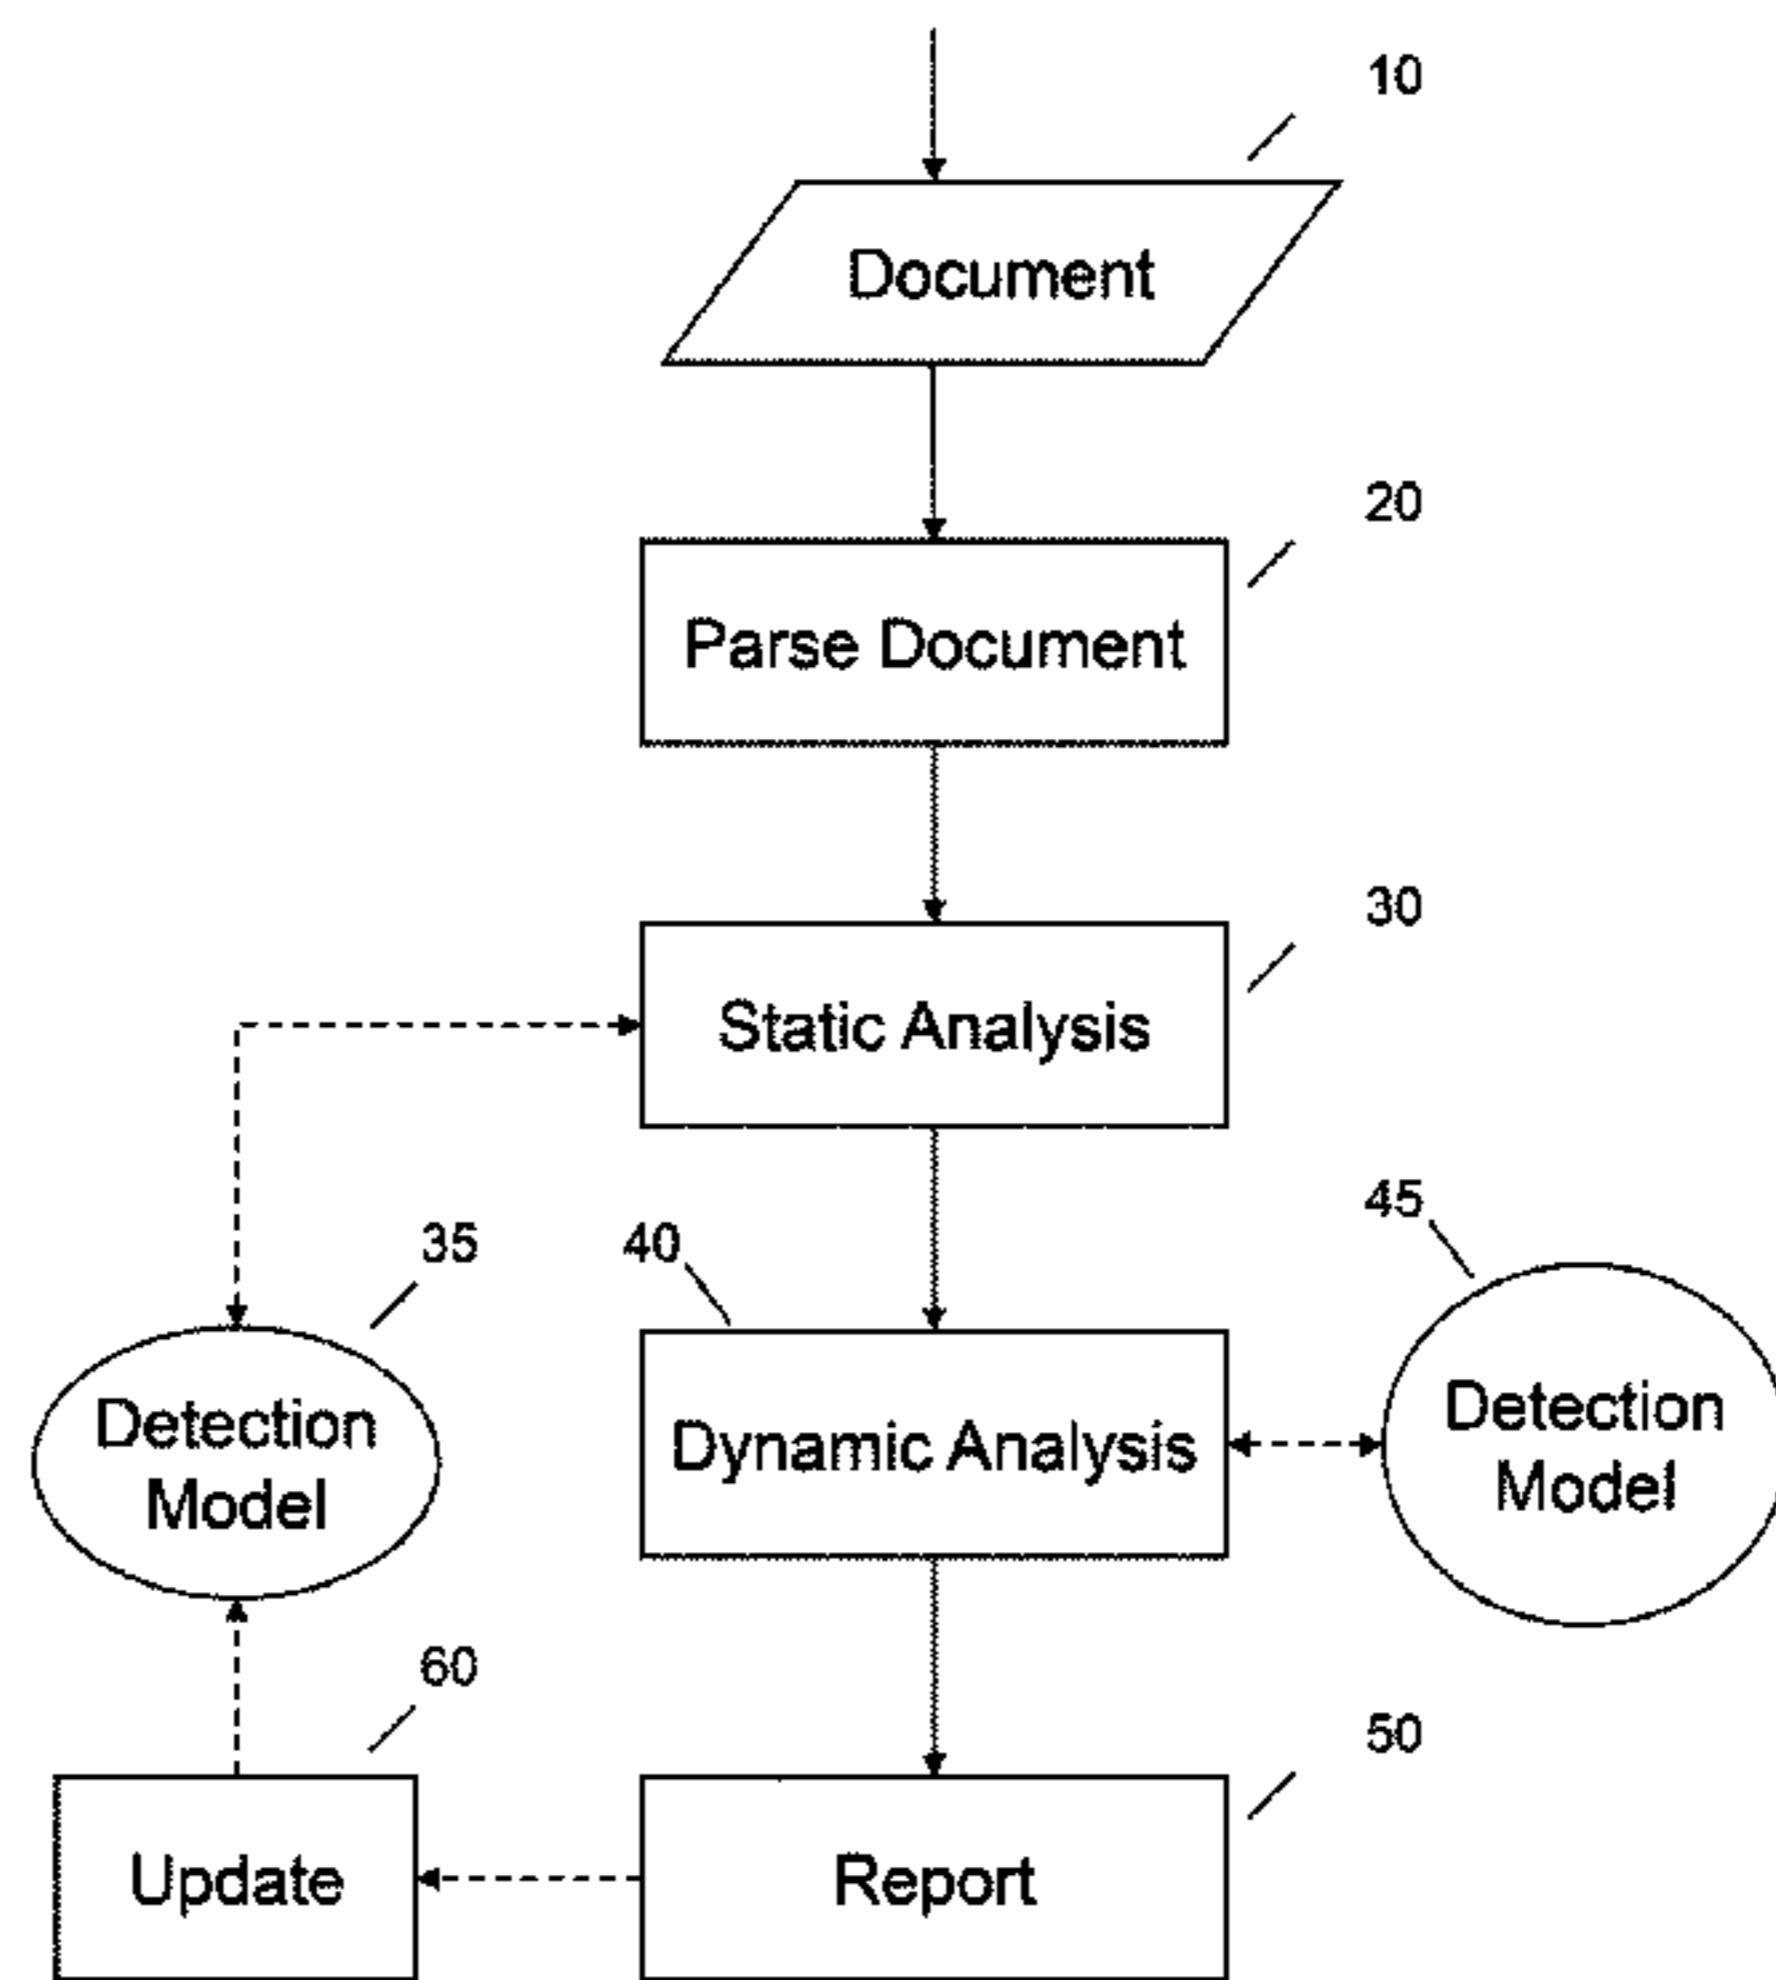 10
Document
20
Parse Document
30
Static Analysis
35
40
45
Detection
Model
Dynamic Analysis
Detection
Model
60
50
Update
Report